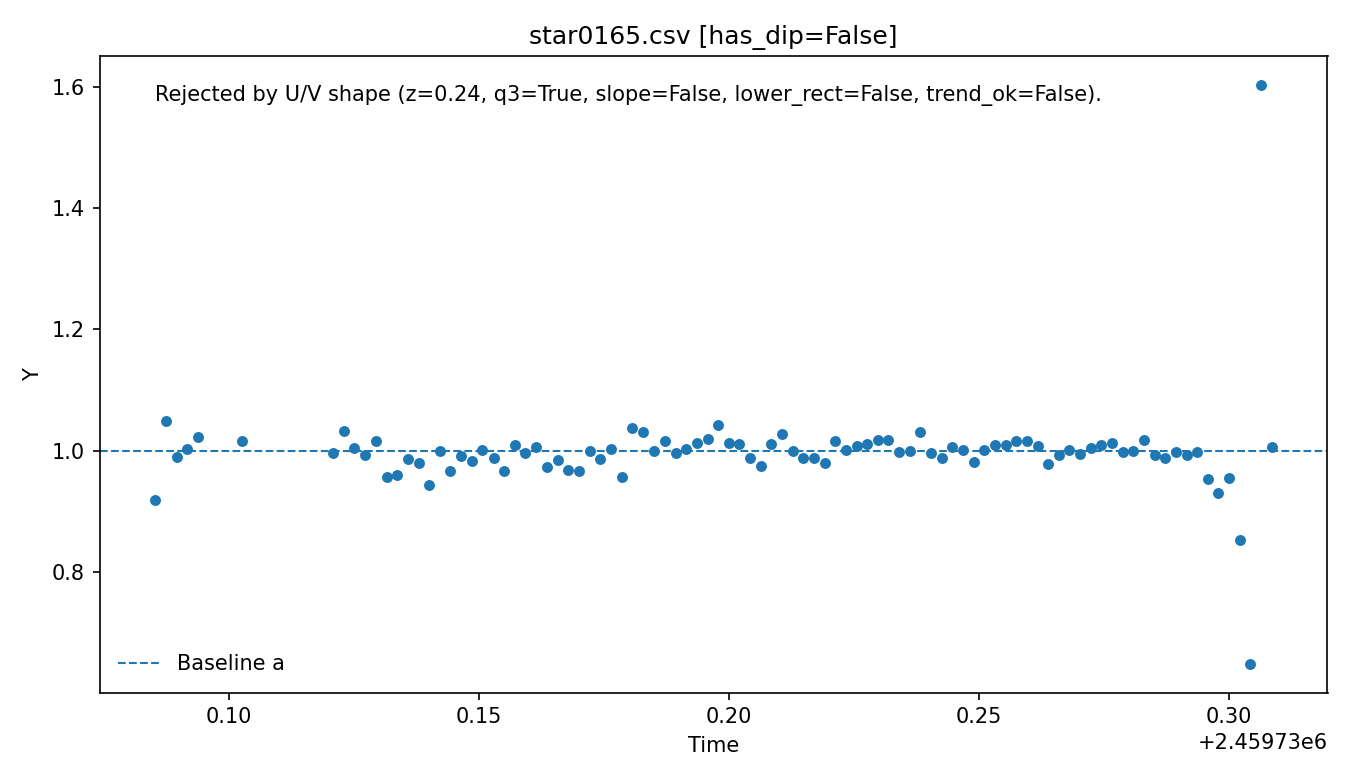 star0165.csv [has_dip=False]
Rejected by U/V shape (z=0.24, q3=True, slope=False, lower_rect=False, trend_ok=False).
1.6
1.4
1.2
1.0
0.8
Y
Baseline a
0.10
0.15
0.20
0.25
0.30
Time
+2.45973e6